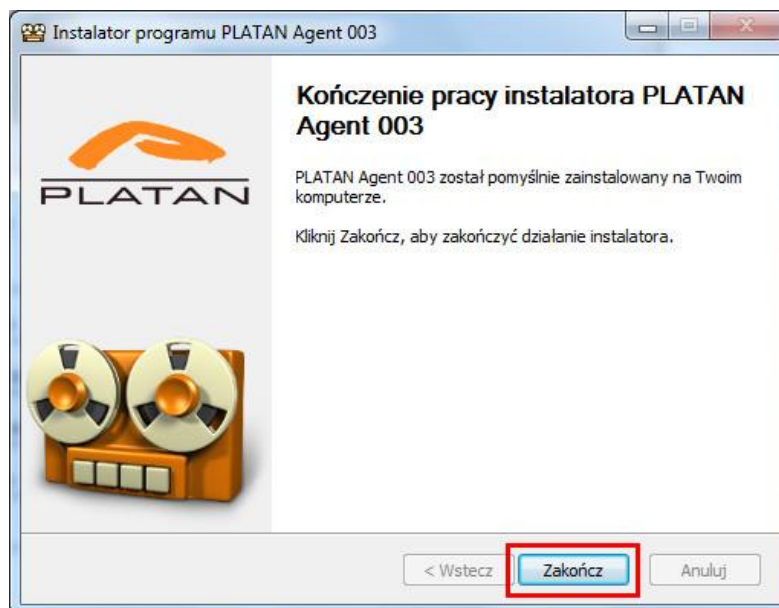 Instalator programu PLATAN Agent 003
Kończenie pracy instalatora PLATAN
Agent 003
PLATAN
PLATAN Agent 003 został pomyślnie zainstalowany na Twoim
komputerze.
Kliknij Zakończ, aby zakończyć działanie instalatora.
< Wstecz
Zakończ
Anuluj